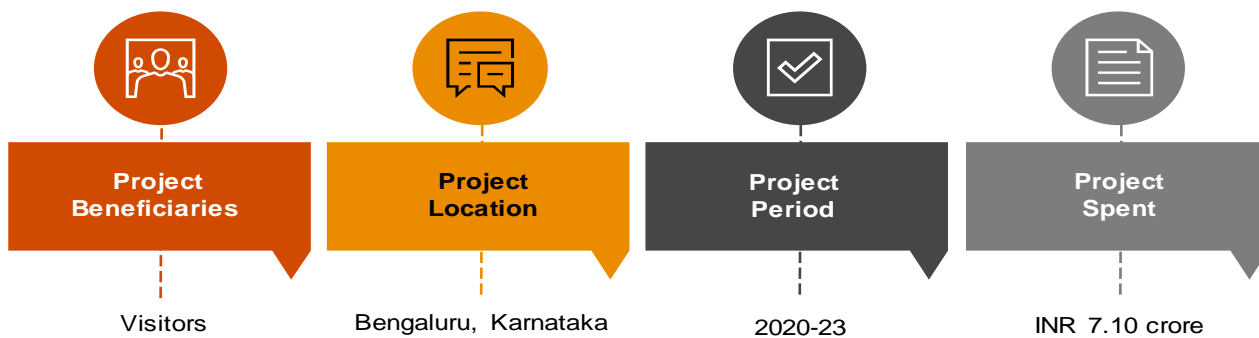 Project
Beneficiaries
Visitors
Project
Location
Bengaluru, Karnataka
Project
Period
2020-23
Project
Spent
INR 7.10 crore